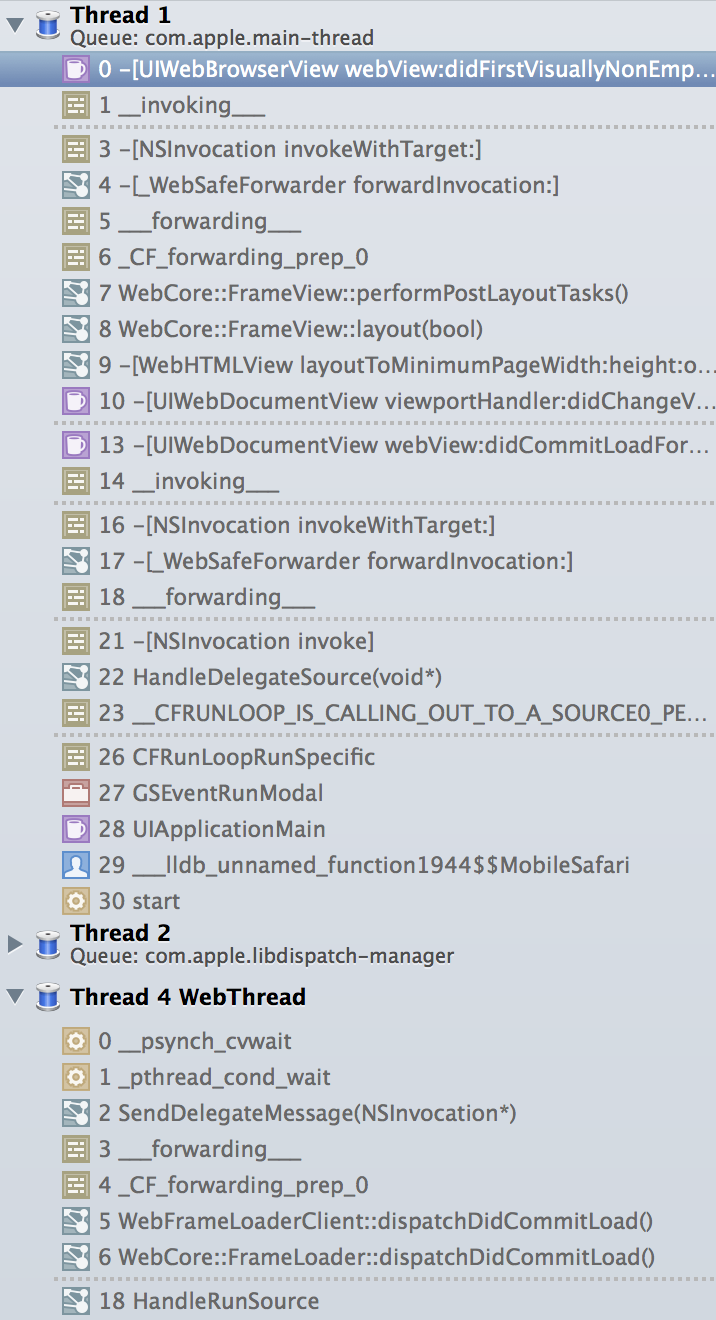 Thread 1
Queue: com.apple.main-thread
0 -[UIWebBrowserView webView:didFirstVisuallyNonEmp...
1 __invoking___
3 -[NSInvocation invokeWithTarget:]
4 -[_WebSafeForwarder forwardInvocation:]
5 ___forwarding___
6 _CF_forwarding_prep_0
7 WebCore::FrameView::performPostLayoutTasks()
8 WebCore::FrameView::layout(bool)
9 -[WebHTMLView layoutToMinimumPageWidth:height:o...
10 -[UIWebDocumentView viewportHandler:didChangeV...
13 -[UIWebDocumentView webView:didCommitLoadFor...
14 __invoking___
16 -[NSInvocation invokeWithTarget:]
17 -[_WebSafeForwarder forwardInvocation:]
18 ___forwarding___
21 -[NSInvocation invoke]
22 HandleDelegateSource(void*)
23 __CFRUNLOOP_IS_CALLING_OUT_TO_A_SOURCE0_PE...
26 CFRunLoopRunSpecific
27 GSEventRunModal
28 UIApplicationMain
29 ___lldb_unnamed_function1944$$MobileSafari
30 start
Thread 2
Queue: com.apple.libdispatch-manager
Thread 4 WebThread
0 __psynch_cvwait
1 _pthread_cond_wait
2 SendDelegateMessage(NSInvocation*)
3 ___forwarding___
4 _CF_forwarding_prep_0
5 WebFrameLoaderClient::dispatchDidCommitLoad()
6 WebCore::FrameLoader::dispatchDidCommitLoad()
18 HandleRunSource